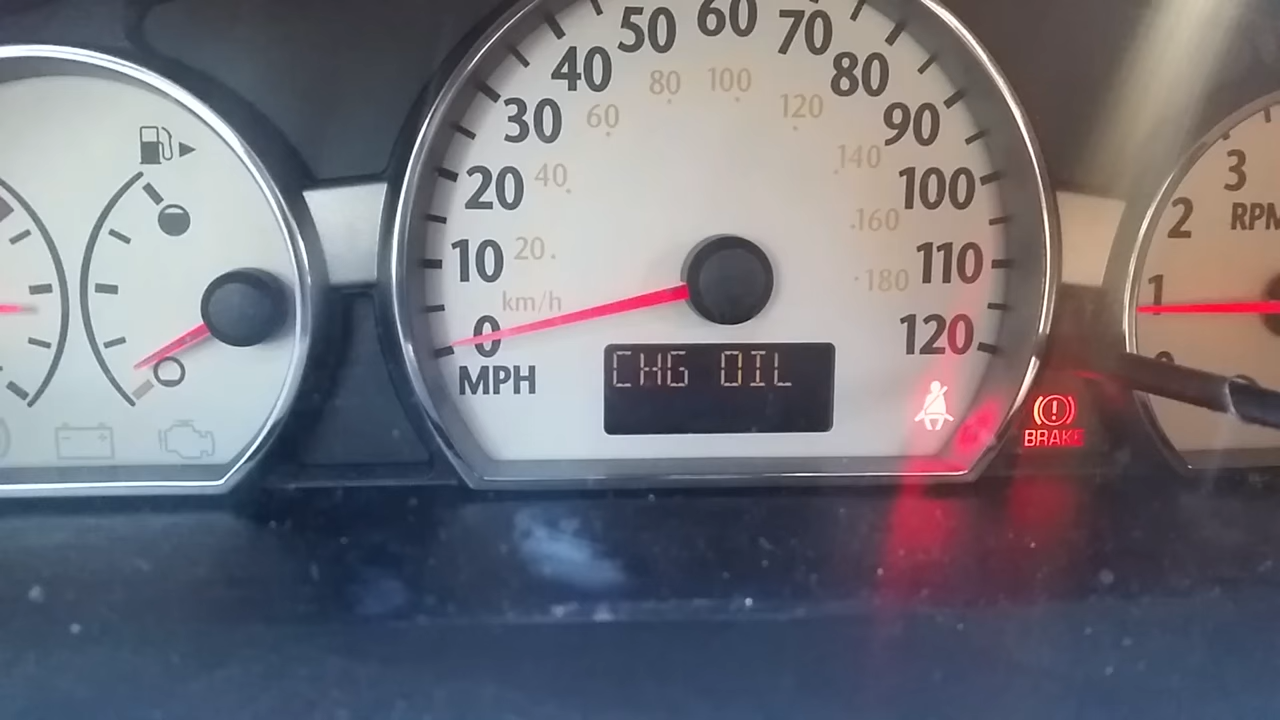 50 60 70
40 80
80 100
30 60 120 90
20 40 140 100
10 20 160 110
km/h 180
0 120
MPH
CHG OIL
BRAKE
3
2 RPM
1